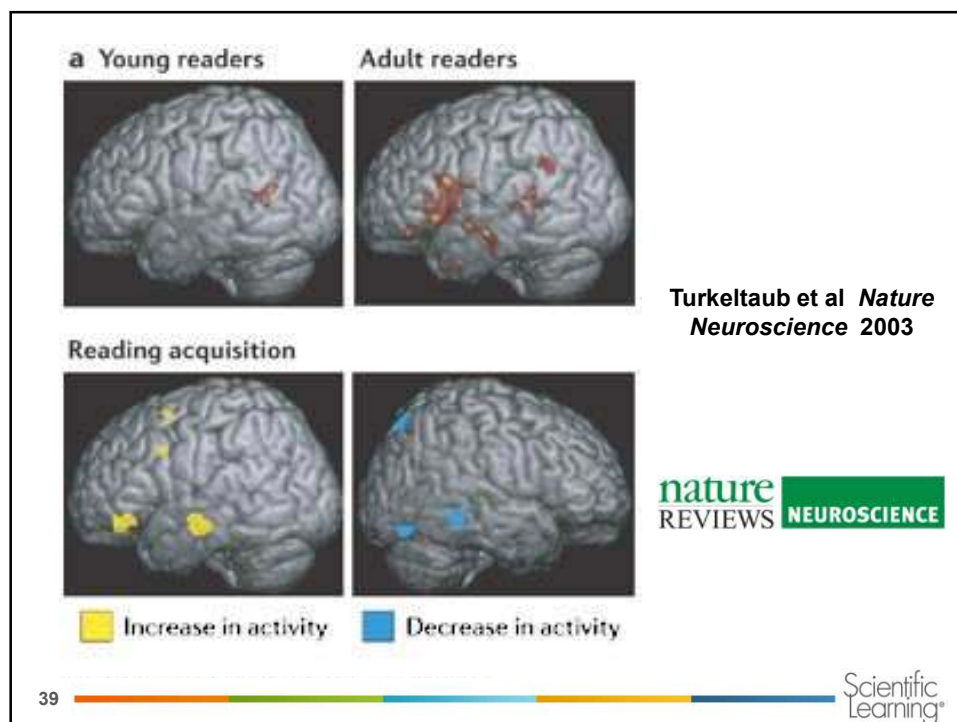 a Young readers
Adult readers
Turkeltaub et al Nature
Neuroscience 2003
Reading acquisition
nature
REVIEWS NEUROSCIENCE
Increase in activity
Decrease in activity
39
Scientific
Learning®